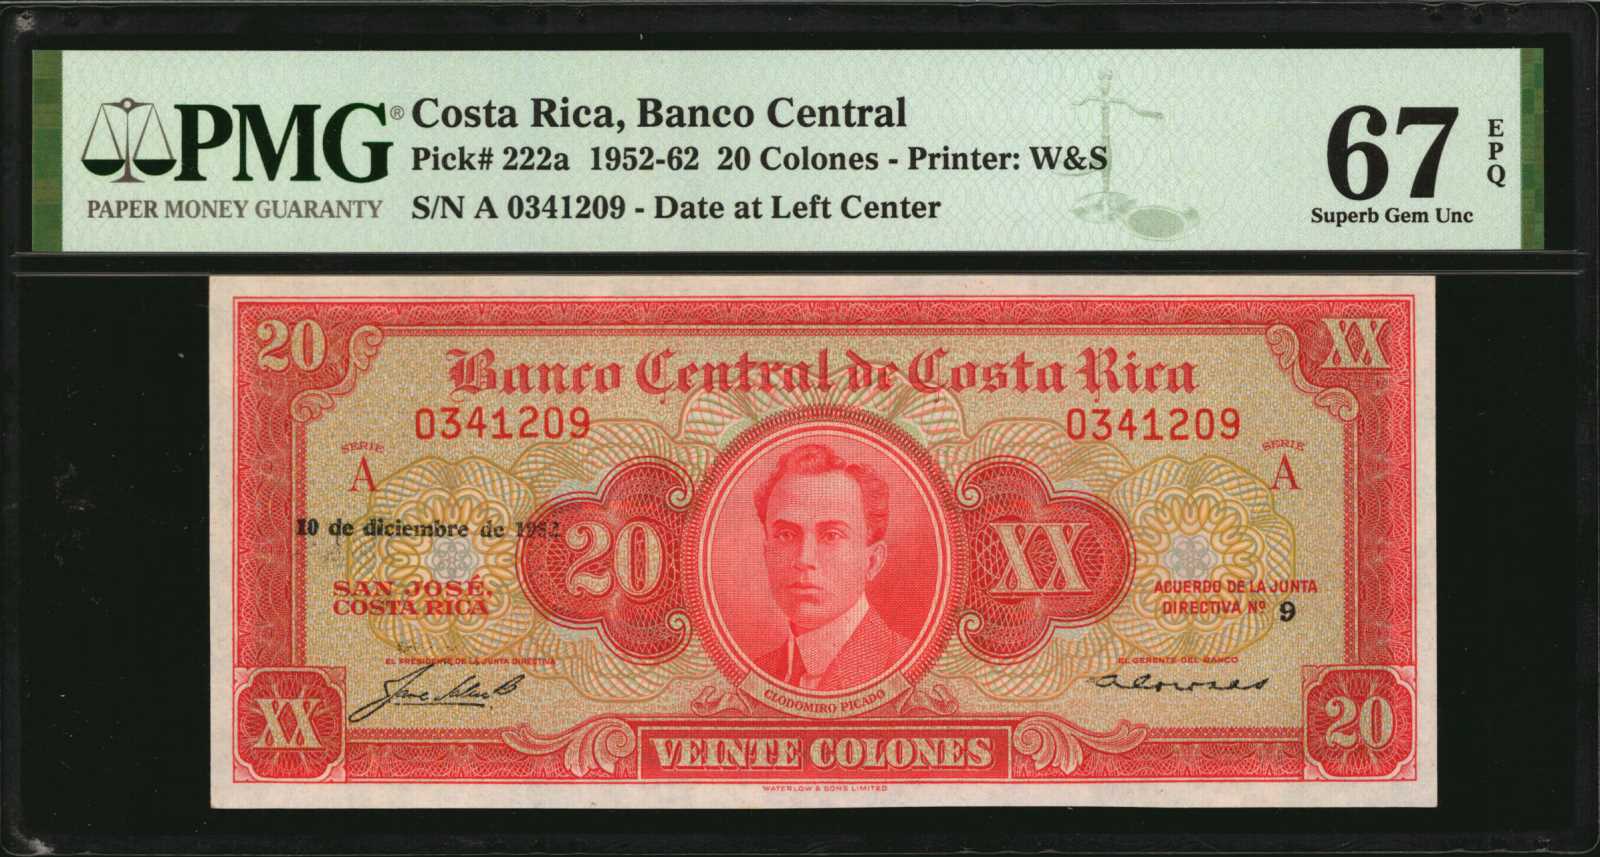 PMG®
PAPER MONEY GUARANTY
Costa Rica, Banco Central
Pick# 222a 1952-62 20 Colones - Printer: W&S
S/N A 0341209 - Date at Left Center
67
EPQ
Superb Gem Unc
20
XX
Banco Central de Costa Rica
0341209
0341209
SERIE
A
SERIE
A
10 de diciembre de 1952
20
XX
SAN JOSÉ,
COSTA RICA
ACUERDO DE LA JUNTA
DIRECTIVA Nº 9
EL PRESIDENTE DE LA JUNTA DIRECTIVA
EL GERENTE DEL BANCO
CLODOMIRO PICADO
XX
20
VEINTE COLONES
WATERLOW & SONS LIMITED